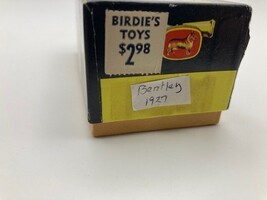 BIRDIE'S
TOYS
$2.98
Bentley
1927